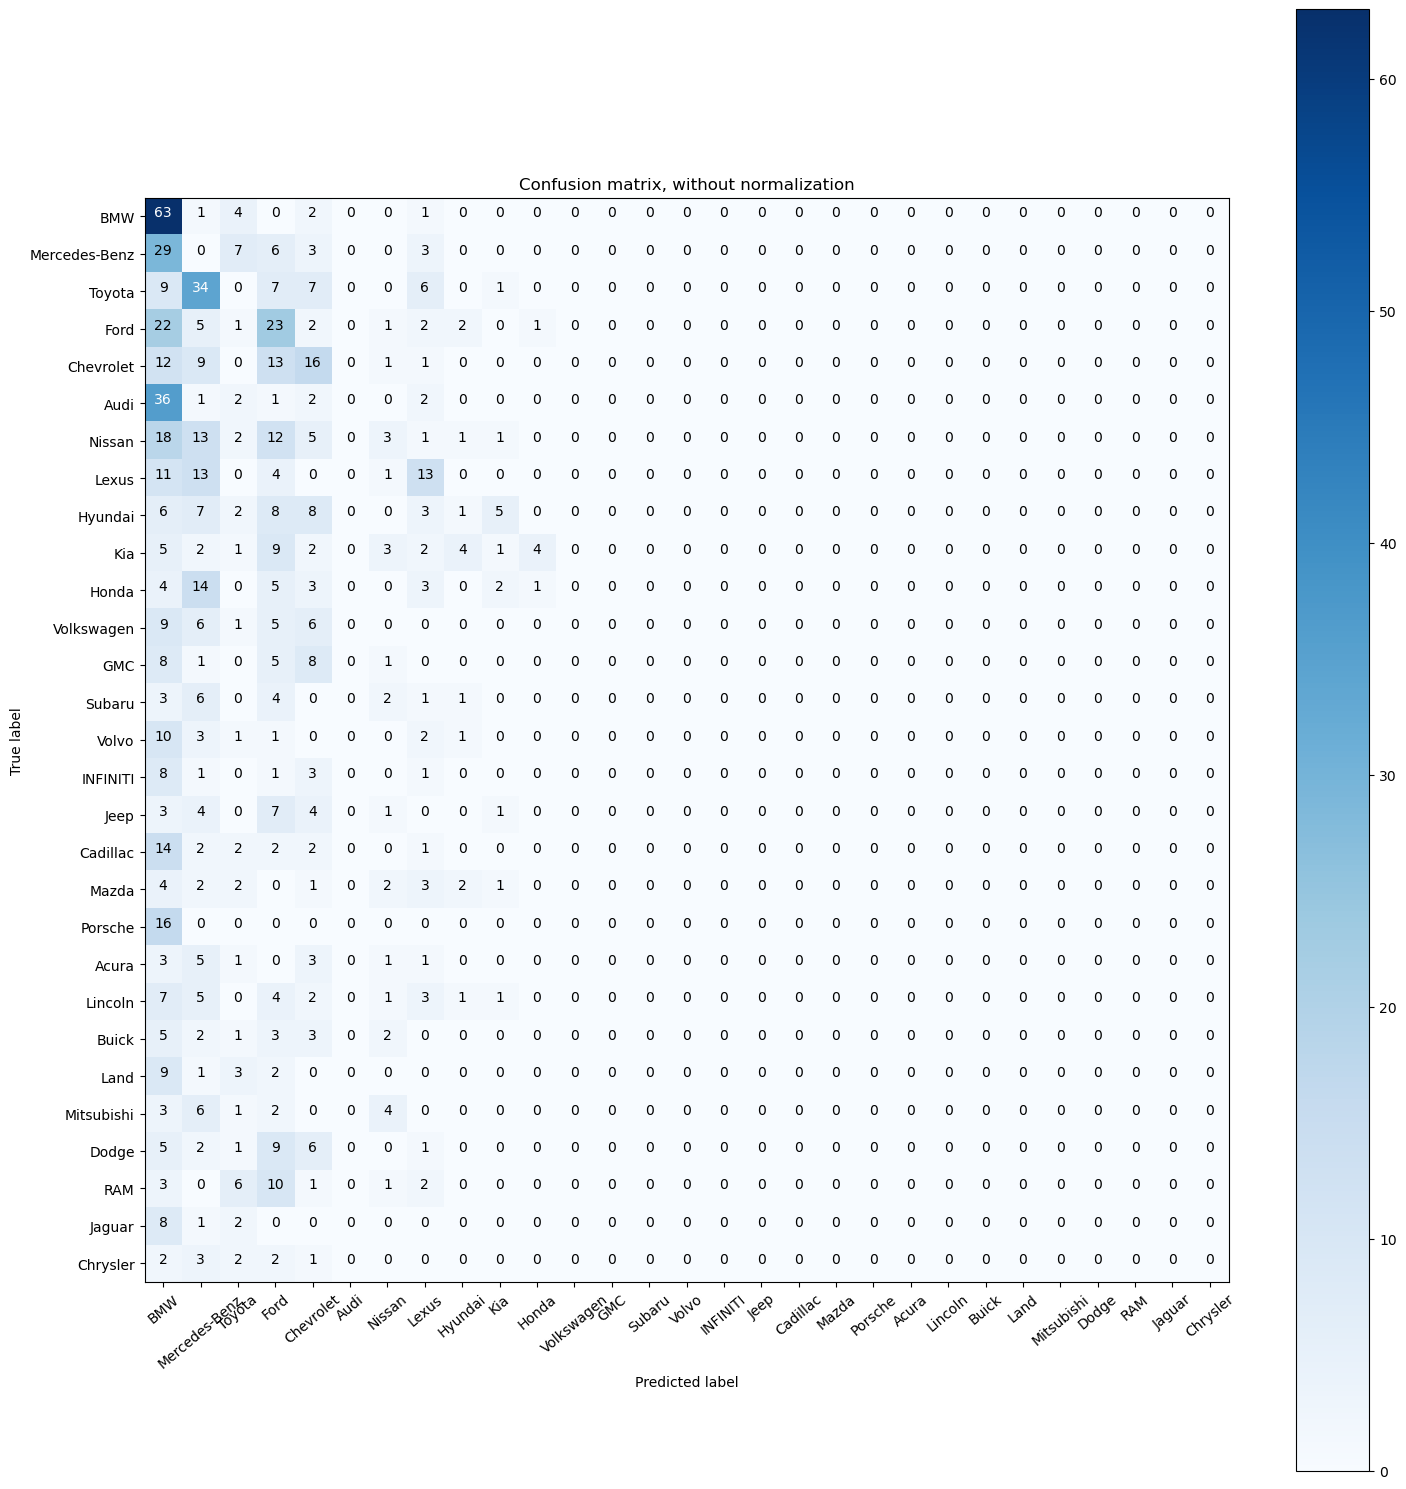 Confusion matrix, without normalization
BMW 63 1 4 0 2 0 0 1 0 0 0 0 0 0 0 0 0 0 0 0 0 0 0 0 0 0 0 0 0
Mercedes-Benz 29 0 7 6 3 0 0 3 0 0 0 0 0 0 0 0 0 0 0 0 0 0 0 0 0 0 0 0 0
Toyota 9 34 0 7 7 0 0 6 0 1 0 0 0 0 0 0 0 0 0 0 0 0 0 0 0 0 0 0 0
Ford 22 5 1 23 2 0 1 2 2 0 1 0 0 0 0 0 0 0 0 0 0 0 0 0 0 0 0 0 0
Chevrolet 12 9 0 13 16 0 1 1 0 0 0 0 0 0 0 0 0 0 0 0 0 0 0 0 0 0 0 0 0
Audi 36 1 2 1 2 0 0 2 0 0 0 0 0 0 0 0 0 0 0 0 0 0 0 0 0 0 0 0 0
Nissan 18 13 2 12 5 0 3 1 1 1 0 0 0 0 0 0 0 0 0 0 0 0 0 0 0 0 0 0 0
Lexus 11 13 0 4 0 0 1 13 0 0 0 0 0 0 0 0 0 0 0 0 0 0 0 0 0 0 0 0 0
Hyundai 6 7 2 8 8 0 0 3 1 5 0 0 0 0 0 0 0 0 0 0 0 0 0 0 0 0 0 0 0
Kia 5 2 1 9 2 0 3 2 4 1 4 0 0 0 0 0 0 0 0 0 0 0 0 0 0 0 0 0 0
Honda 4 14 0 5 3 0 0 3 0 2 1 0 0 0 0 0 0 0 0 0 0 0 0 0 0 0 0 0 0
Volkswagen 9 6 1 5 6 0 0 0 0 0 0 0 0 0 0 0 0 0 0 0 0 0 0 0 0 0 0 0 0
GMC 8 1 0 5 8 0 1 0 0 0 0 0 0 0 0 0 0 0 0 0 0 0 0 0 0 0 0 0 0
Subaru 3 6 0 4 0 0 2 1 1 0 0 0 0 0 0 0 0 0 0 0 0 0 0 0 0 0 0 0 0
Volvo 10 3 1 1 0 0 0 2 1 0 0 0 0 0 0 0 0 0 0 0 0 0 0 0 0 0 0 0 0
INFINITI 8 1 0 1 3 0 0 1 0 0 0 0 0 0 0 0 0 0 0 0 0 0 0 0 0 0 0 0 0
Jeep 3 4 0 7 4 0 1 0 0 1 0 0 0 0 0 0 0 0 0 0 0 0 0 0 0 0 0 0 0
Cadillac 14 2 2 2 2 0 0 1 0 0 0 0 0 0 0 0 0 0 0 0 0 0 0 0 0 0 0 0 0
Mazda 4 2 2 0 1 0 2 3 2 1 0 0 0 0 0 0 0 0 0 0 0 0 0 0 0 0 0 0 0
Porsche 16 0 0 0 0 0 0 0 0 0 0 0 0 0 0 0 0 0 0 0 0 0 0 0 0 0 0 0 0
Acura 3 5 1 0 3 0 1 1 0 0 0 0 0 0 0 0 0 0 0 0 0 0 0 0 0 0 0 0 0
Lincoln 7 5 0 4 2 0 1 3 1 1 0 0 0 0 0 0 0 0 0 0 0 0 0 0 0 0 0 0 0
Buick 5 2 1 3 3 0 2 0 0 0 0 0 0 0 0 0 0 0 0 0 0 0 0 0 0 0 0 0 0
Land 9 1 3 2 0 0 0 0 0 0 0 0 0 0 0 0 0 0 0 0 0 0 0 0 0 0 0 0 0
Mitsubishi 3 6 1 2 0 0 4 0 0 0 0 0 0 0 0 0 0 0 0 0 0 0 0 0 0 0 0 0 0
Dodge 5 2 1 9 6 0 0 1 0 0 0 0 0 0 0 0 0 0 0 0 0 0 0 0 0 0 0 0 0
RAM 3 0 6 10 1 0 1 2 0 0 0 0 0 0 0 0 0 0 0 0 0 0 0 0 0 0 0 0 0
Jaguar 8 1 2 0 0 0 0 0 0 0 0 0 0 0 0 0 0 0 0 0 0 0 0 0 0 0 0 0 0
Chrysler 2 3 2 2 1 0 0 0 0 0 0 0 0 0 0 0 0 0 0 0 0 0 0 0 0 0 0 0 0
True label
BMW Mercedes-Benz Toyota Ford Chevrolet Audi Nissan Lexus Hyundai Kia Honda Volkswagen GMC Subaru Volvo INFINITI Jeep Cadillac Mazda Porsche Acura Lincoln Buick Land Mitsubishi Dodge RAM Jaguar Chrysler
Predicted label
60
50
40
30
20
10
0